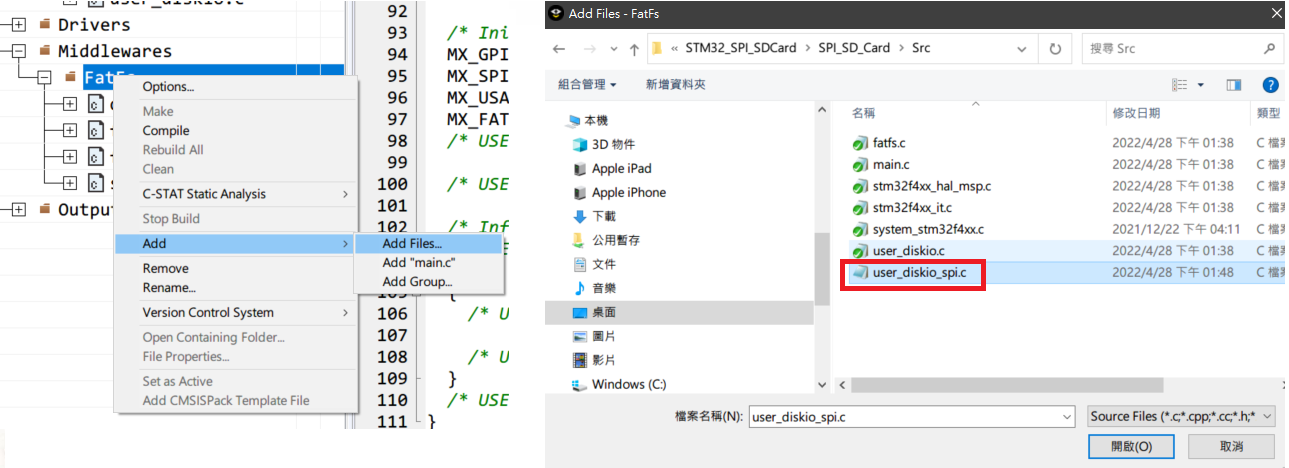 user_diskio.c
Drivers
Middlewares
FatFs
Output
Options...
Make
Compile
Rebuild All
Clean
C-STAT Static Analysis
Stop Build
Add
Remove
Rename...
Version Control System
Open Containing Folder...
File Properties...
Set as Active
Add CMSISPack Template File
Add Files...
Add "main.c"
Add Group...
92
93 /* Ini
94 MX_GPI
95 MX_SPI
96 MX_USA
97 MX_FAT
98 /* USE
99
100 /* USE
101
102 /* Inf
105 {
106 /* U
107
108 /* U
109 }
110 /* USE
111 }
Add Files - FatFs
« STM32_SPI_SDCard › SPI_SD_Card › Src
搜尋 Src
組合管理
新增資料夾
本機
3D 物件
Apple iPad
Apple iPhone
下載
公用暫存
文件
音樂
桌面
圖片
影片
Windows (C:)
名稱 修改日期 類型
fatfs.c 2022/4/28 下午 01:38 C 檔
main.c 2022/4/28 下午 01:38 C 檔
stm32f4xx_hal_msp.c 2022/4/28 下午 01:38 C 檔
stm32f4xx_it.c 2022/4/28 下午 01:38 C 檔
system_stm32f4xx.c 2021/12/22 下午 04:11 C 檔
user_diskio.c 2022/4/28 下午 01:38 C 檔
user_diskio_spi.c 2022/4/28 下午 01:48 C 檔
檔案名稱(N): user_diskio_spi.c
Source Files (*.c;*.cpp;*.cc;*.h;*
開啟(O)
取消